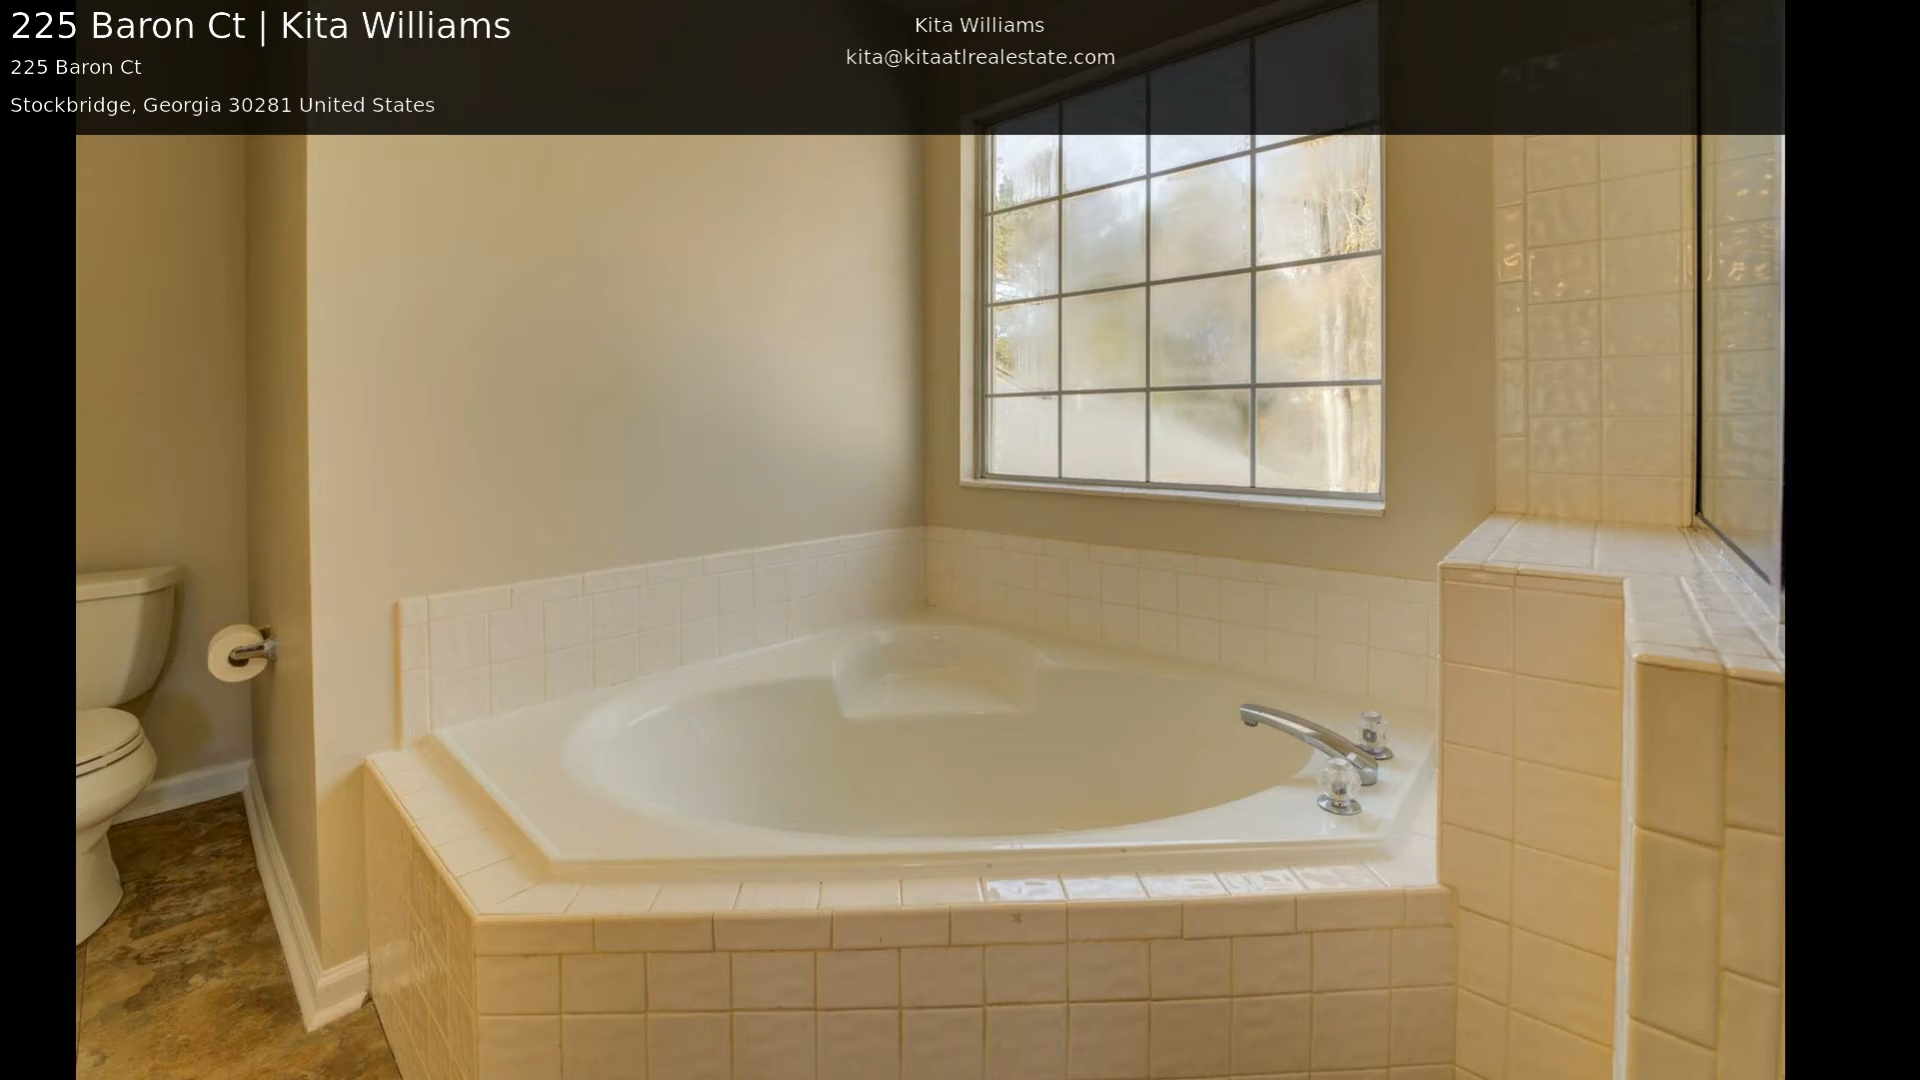 225 Baron Ct | Kita Williams
225 Baron Ct
Stockbridge, Georgia 30281 United States
Kita Williams
kita@kitaatlrealestate.com